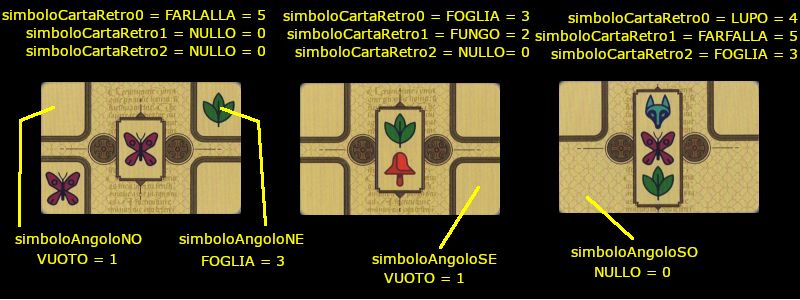 simboloCartaRetro0 = FARLALLA = 5
simboloCartaRetro1 = NULLO = 0
simboloCartaRetro2 = NULLO = 0
simboloCartaRetro0 = FOGLIA = 3
simboloCartaRetro1 = FUNGO = 2
simboloCartaRetro2 = NULLO= 0
simboloCartaRetro0 = LUPO = 4
simboloCartaRetro1 = FARFALLA = 5
simboloCartaRetro2 = FOGLIA = 3
simboloAngoloNO
VUOTO = 1
simboloAngoloNE
FOGLIA = 3
simboloAngoloSE
VUOTO = 1
simboloAngoloSO
NULLO = 0